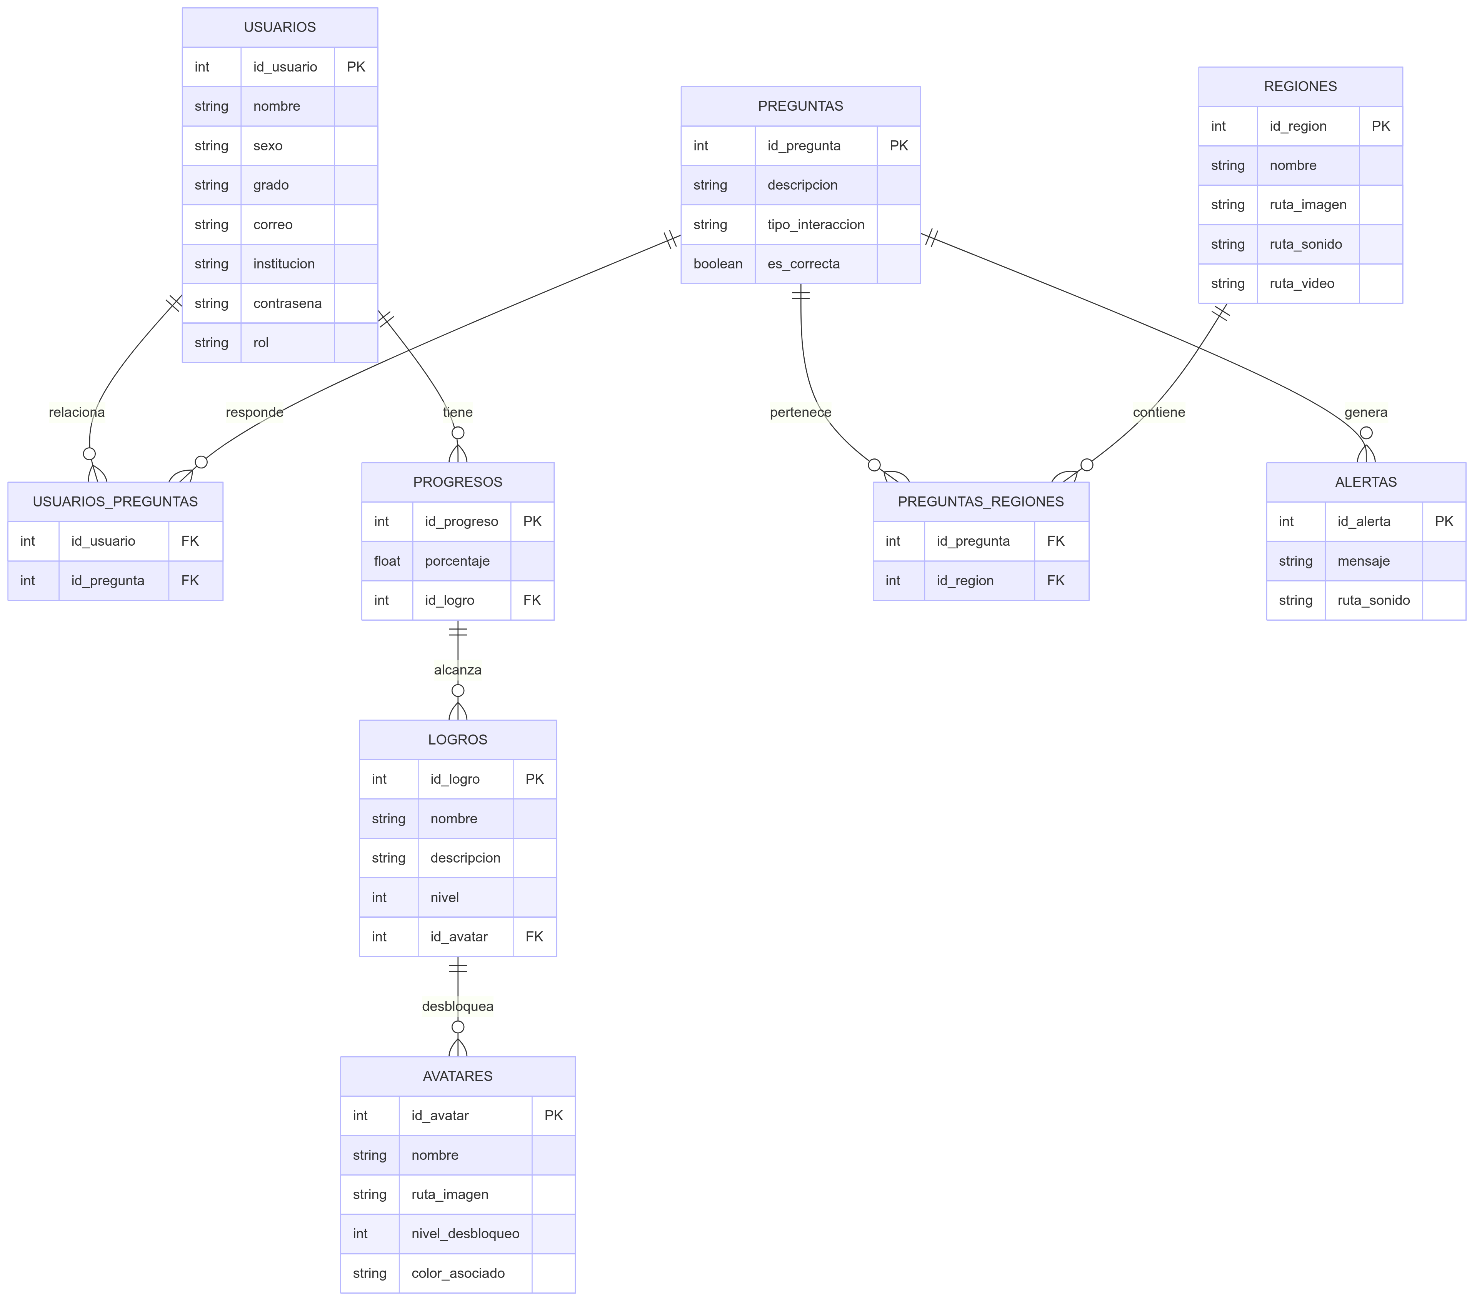 USUARIOS
int id_usuario PK
string nombre
string sexo
string grado
string correo
string institucion
string contrasena
string rol
PREGUNTAS
int id_pregunta PK
string descripcion
string tipo_interaccion
boolean es_correcta
REGIONES
int id_region PK
string nombre
string ruta_imagen
string ruta_sonido
string ruta_video
relaciona
responde
tiene
pertenece
contiene
genera
USUARIOS_PREGUNTAS
int id_usuario FK
int id_pregunta FK
PROGRESOS
int id_progreso PK
float porcentaje
int id_logro FK
PREGUNTAS_REGIONES
int id_pregunta FK
int id_region FK
ALERTAS
int id_alerta PK
string mensaje
string ruta_sonido
alcanza
LOGROS
int id_logro PK
string nombre
string descripcion
int nivel
int id_avatar FK
desbloquea
AVATARES
int id_avatar PK
string nombre
string ruta_imagen
int nivel_desbloqueo
string color_asociado